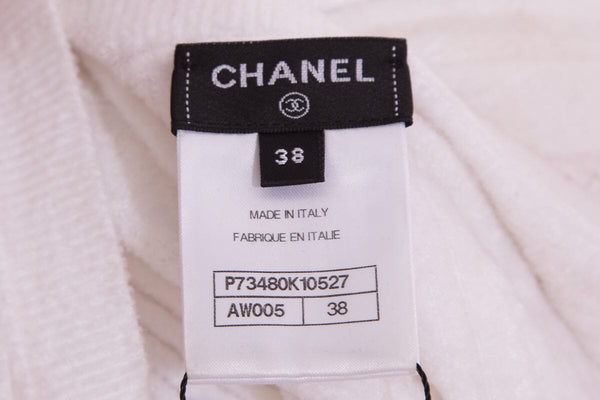 CHANEL
38
MADE IN ITALY
FABRIQUE EN ITALIE
P73480K10527
AW005 38